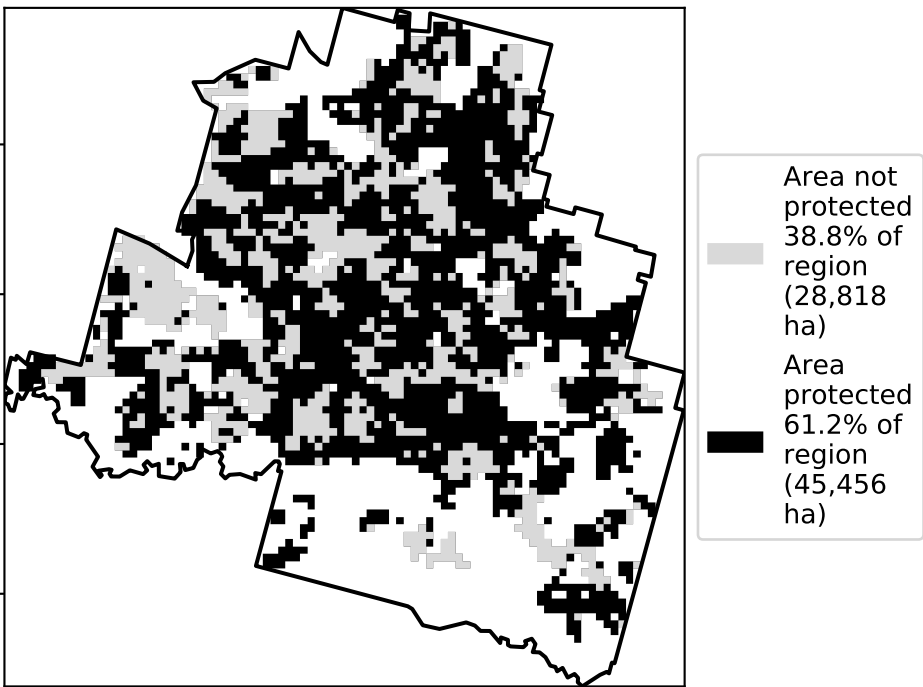 Area not
protected
38.8% of
region
(28,818
ha)
Area
protected
61.2% of
region
(45,456
ha)